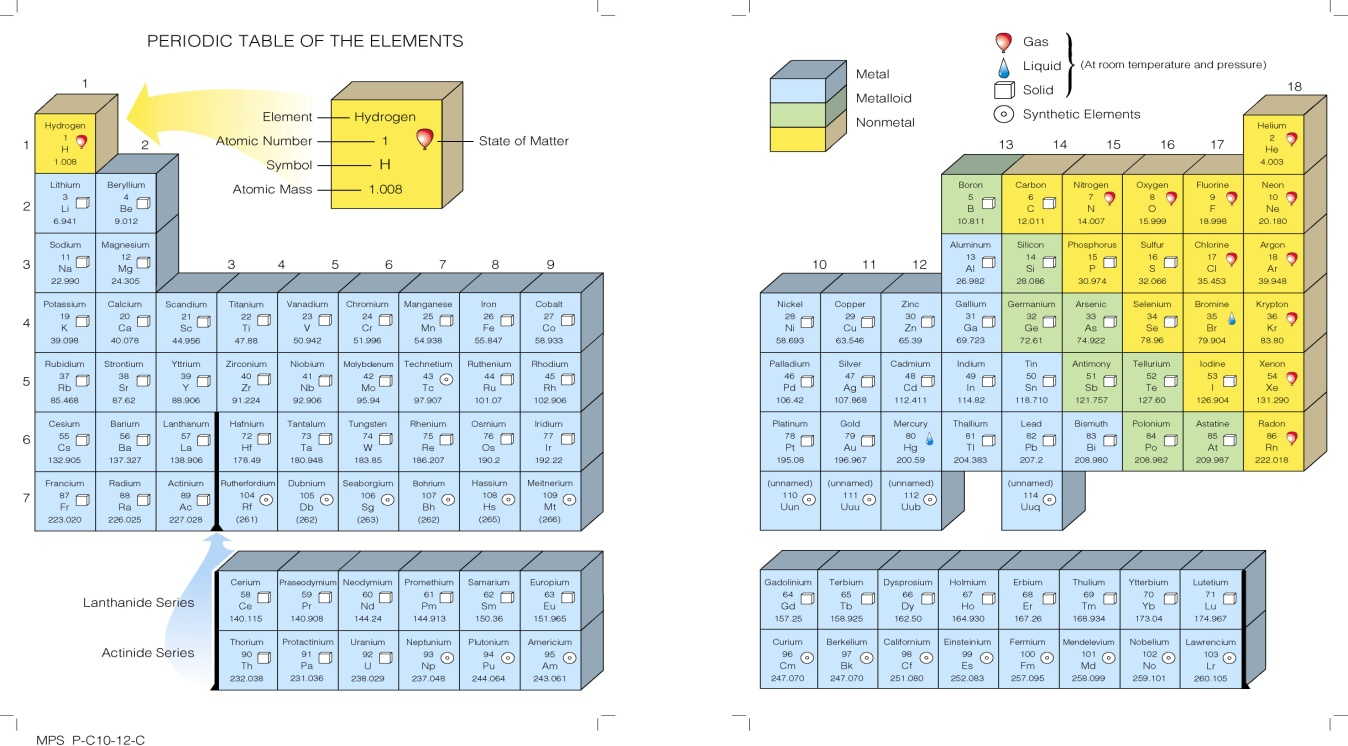 PERIODIC TABLE OF THE ELEMENTS
Element
Atomic Number
Symbol
Atomic Mass
Hydrogen
1
H
1.008
State of Matter
Metal
Metalloid
Nonmetal
Gas
Liquid
Solid
(At room temperature and pressure)
Synthetic Elements
1 18
Hydrogen Helium
1 1 2
H 2 He
1.008 13 14 15 16 17 4.003
Lithium Beryllium Boron Carbon Nitrogen Oxygen Fluorine Neon
3 4 5 6 7 8 9 10
2 Li Be B C N O F Ne
6.941 9.012 10.811 12.011 14.007 15.999 18.998 20.180
Sodium Magnesium Aluminum Silicon Phosphorus Sulfur Chlorine Argon
11 12 13 14 15 16 17 18
3 Na Mg Al Si P S Cl Ar
22.990 24.305 26.982 28.086 30.974 32.066 35.453 39.948
3 4 5 6 7 8 9 10 11 12
Potassium Calcium Scandium Titanium Vanadium Chromium Manganese Iron Cobalt Nickel Copper Zinc Gallium Germanium Arsenic Selenium Bromine Krypton
19 20 21 22 23 24 25 26 27 28 29 30 31 32 33 34 35 36
4 K Ca Sc Ti V Cr Mn Fe Co Ni Cu Zn Ga Ge As Se Br Kr
39.098 40.078 44.956 47.88 50.942 51.996 54.938 55.847 58.933 58.693 63.546 65.39 69.723 72.61 74.922 78.96 79.904 83.80
Rubidium Strontium Yttrium Zirconium Niobium Molybdenum Technetium Ruthenium Rhodium Palladium Silver Cadmium Indium Tin Antimony Tellurium Iodine Xenon
37 38 39 40 41 42 43 44 45 46 47 48 49 50 51 52 53 54
5 Rb Sr Y Zr Nb Mo Tc Ru Rh Pd Ag Cd In Sn Sb Te I Xe
85.468 87.62 88.906 91.224 92.906 95.94 97.907 101.07 102.906 106.42 107.868 112.411 114.82 118.710 121.757 127.60 126.904 131.290
Cesium Barium Lanthanum Hafnium Tantalum Tungsten Rhenium Osmium Iridium Platinum Gold Mercury Thallium Lead Bismuth Polonium Astatine Radon
55 56 57 72 73 74 75 76 77 78 79 80 81 82 83 84 85 86
6 Cs Ba La Hf Ta W Re Os Ir Pt Au Hg Tl Pb Bi Po At Rn
132.905 137.327 138.906 178.49 180.948 183.85 186.207 190.2 192.22 195.08 196.967 200.59 204.383 207.2 208.980 208.982 209.987 222.018
Francium Radium Actinium Rutherfordium Dubnium Seaborgium Bohrium Hassium Meitnerium (unnamed) (unnamed) (unnamed) (unnamed)
87 88 89 104 105 106 107 108 109 110 111 112 114
7 Fr Ra Ac Rf Db Sg Bh Hs Mt Uun Uuu Uub Uuq
223.020 226.025 227.028 (261) (262) (263) (262) (265) (266)
Lanthanide Series
Cerium Praseodymium Neodymium Promethium Samarium Europium Gadolinium Terbium Dysprosium Holmium Erbium Thulium Ytterbium Lutetium
58 59 60 61 62 63 64 65 66 67 68 69 70 71
Ce Pr Nd Pm Sm Eu Gd Tb Dy Ho Er Tm Yb Lu
140.115 140.908 144.24 144.913 150.36 151.965 157.25 158.925 162.50 164.930 167.26 168.934 173.04 174.967
Actinide Series
Thorium Protactinium Uranium Neptunium Plutonium Americium Curium Berkelium Californium Einsteinium Fermium Mendelevium Nobelium Lawrencium
90 91 92 93 94 95 96 97 98 99 100 101 102 103
Th Pa U Np Pu Am Cm Bk Cf Es Fm Md No Lr
232.038 231.036 238.029 237.048 244.064 243.061 247.070 247.070 251.080 252.083 257.095 258.099 259.101 260.105
MPS P-C10-12-C